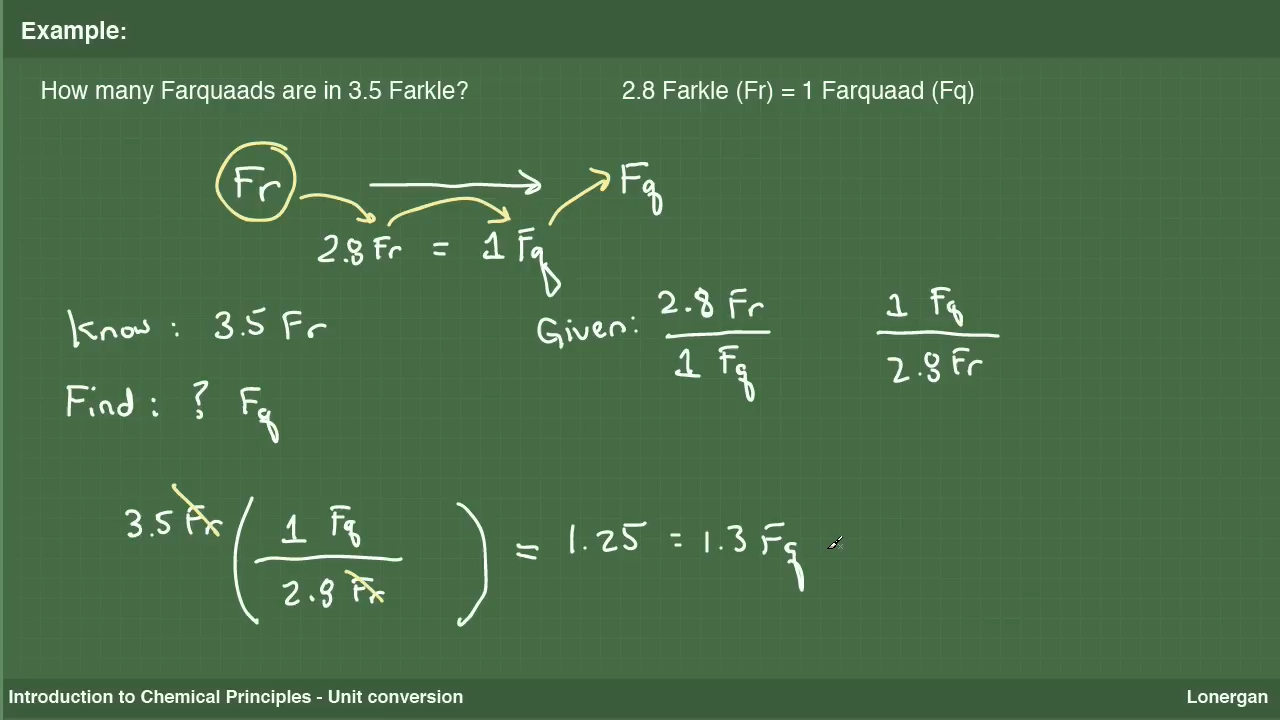 Example:
How many Farquaads are in 3.5 Farkle? 2.8 Farkle (Fr) = 1 Farquaad (Fq)
Fr → Fq
2.8 Fr = 1 Fq
Know: 3.5 Fr
Given: 2.8 Fr / 1 Fq   1 Fq / 2.8 Fr
Find: ? Fq
3.5 Fr (1 Fq / 2.8 Fr) = 1.25 = 1.3 Fq
Introduction to Chemical Principles - Unit conversion
Lonergan